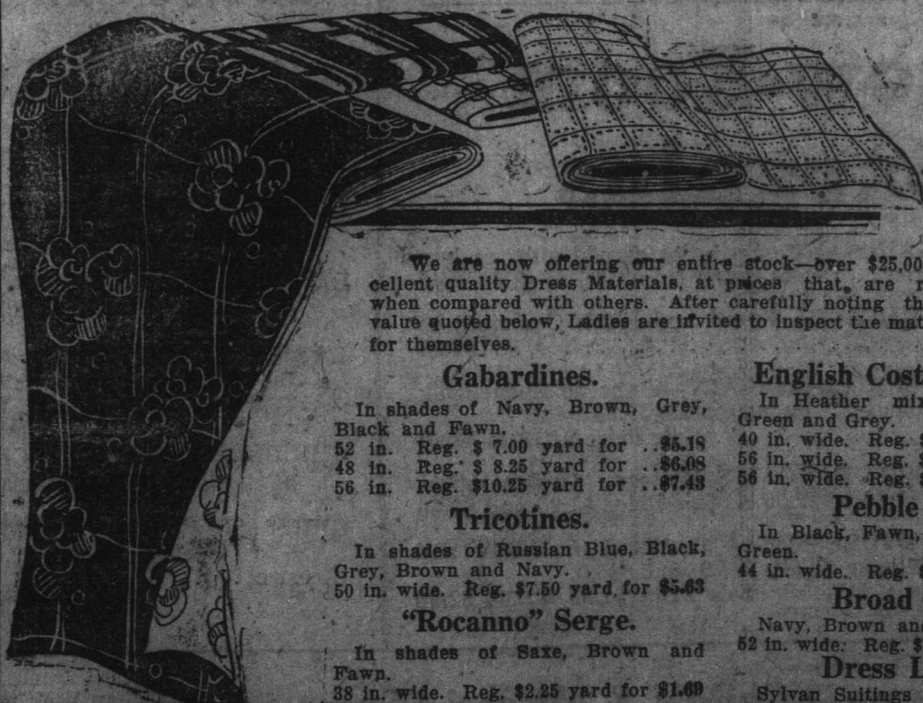 We are now offering our entire stock—over $25,00
cellent quality Dress Materials, at prices that are
when compared with others. After carefully noting th
value quoted below, Ladies are invited to inspect the mat
for themselves.
Gabardines.
In shades of Navy, Brown, Grey,
Black and Fawn.
52 in. Reg. $ 7.00 yard for ..$5.18
48 in. Reg. $ 8.25 yard for ..$6.08
56 in. Reg. $10.25 yard for ..$7.43
Tricotines.
In shades of Russian Blue, Black,
Grey, Brown and Navy.
50 in. wide. Reg. $7.50 yard for $5.63
"Rocanno" Serge.
In shades of Saxe, Brown and
Fawn.
38 in. wide. Reg. $2.25 yard for $1.69
English Cost
In Heather mix
Green and Grey.
40 in. wide. Reg.
56 in. wide. Reg. $
56 in. wide. Reg. $
Pebble
In Black, Fawn,
Green.
44 in. wide. Reg. $
Broad
Navy, Brown and
52 in. wide. Reg. $
Dress
Sylvan Suitings